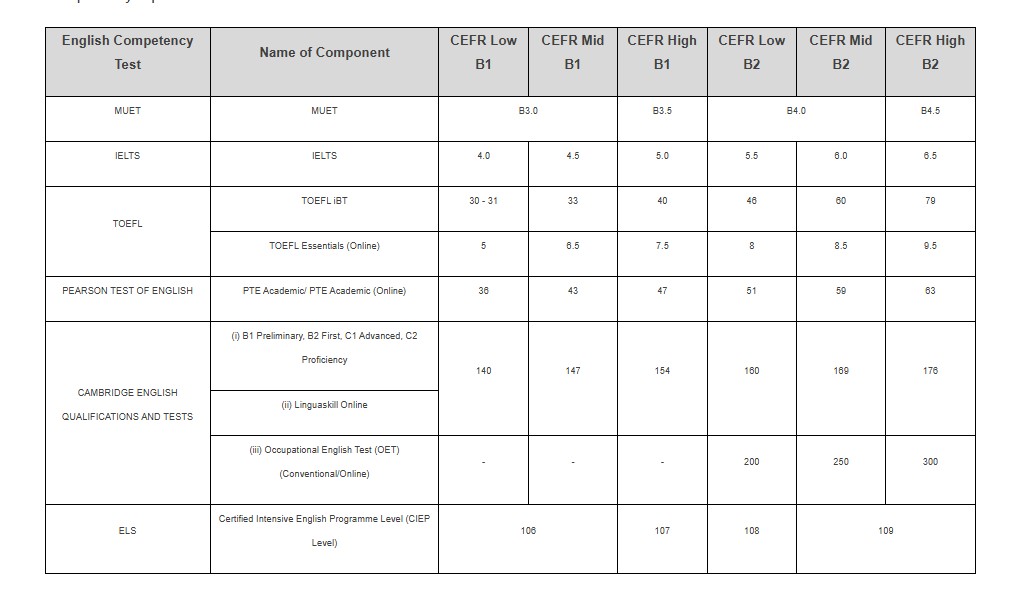 English Competency Test
Name of Component
CEFR Low B1
CEFR Mid B1
CEFR High B1
CEFR Low B2
CEFR Mid B2
CEFR High B2
MUET
MUET
B3.0
B3.5
B4.0
B4.5
IELTS
IELTS
4.0
4.5
5.0
5.5
6.0
6.5
TOEFL
TOEFL iBT
30 - 31
33
40
46
60
79
TOEFL Essentials (Online)
5
6.5
7.5
8
8.5
9.5
PEARSON TEST OF ENGLISH
PTE Academic/ PTE Academic (Online)
36
43
47
51
59
63
CAMBRIDGE ENGLISH
QUALIFICATIONS AND TESTS
(i) B1 Preliminary, B2 First, C1 Advanced, C2
Proficiency
140
147
154
160
169
176
(ii) Linguaskill Online
(iii) Occupational English Test (OET)
(Conventional/Online)
-
-
-
200
250
300
ELS
Certified Intensive English Programme Level (CIEP
Level)
106
107
108
109